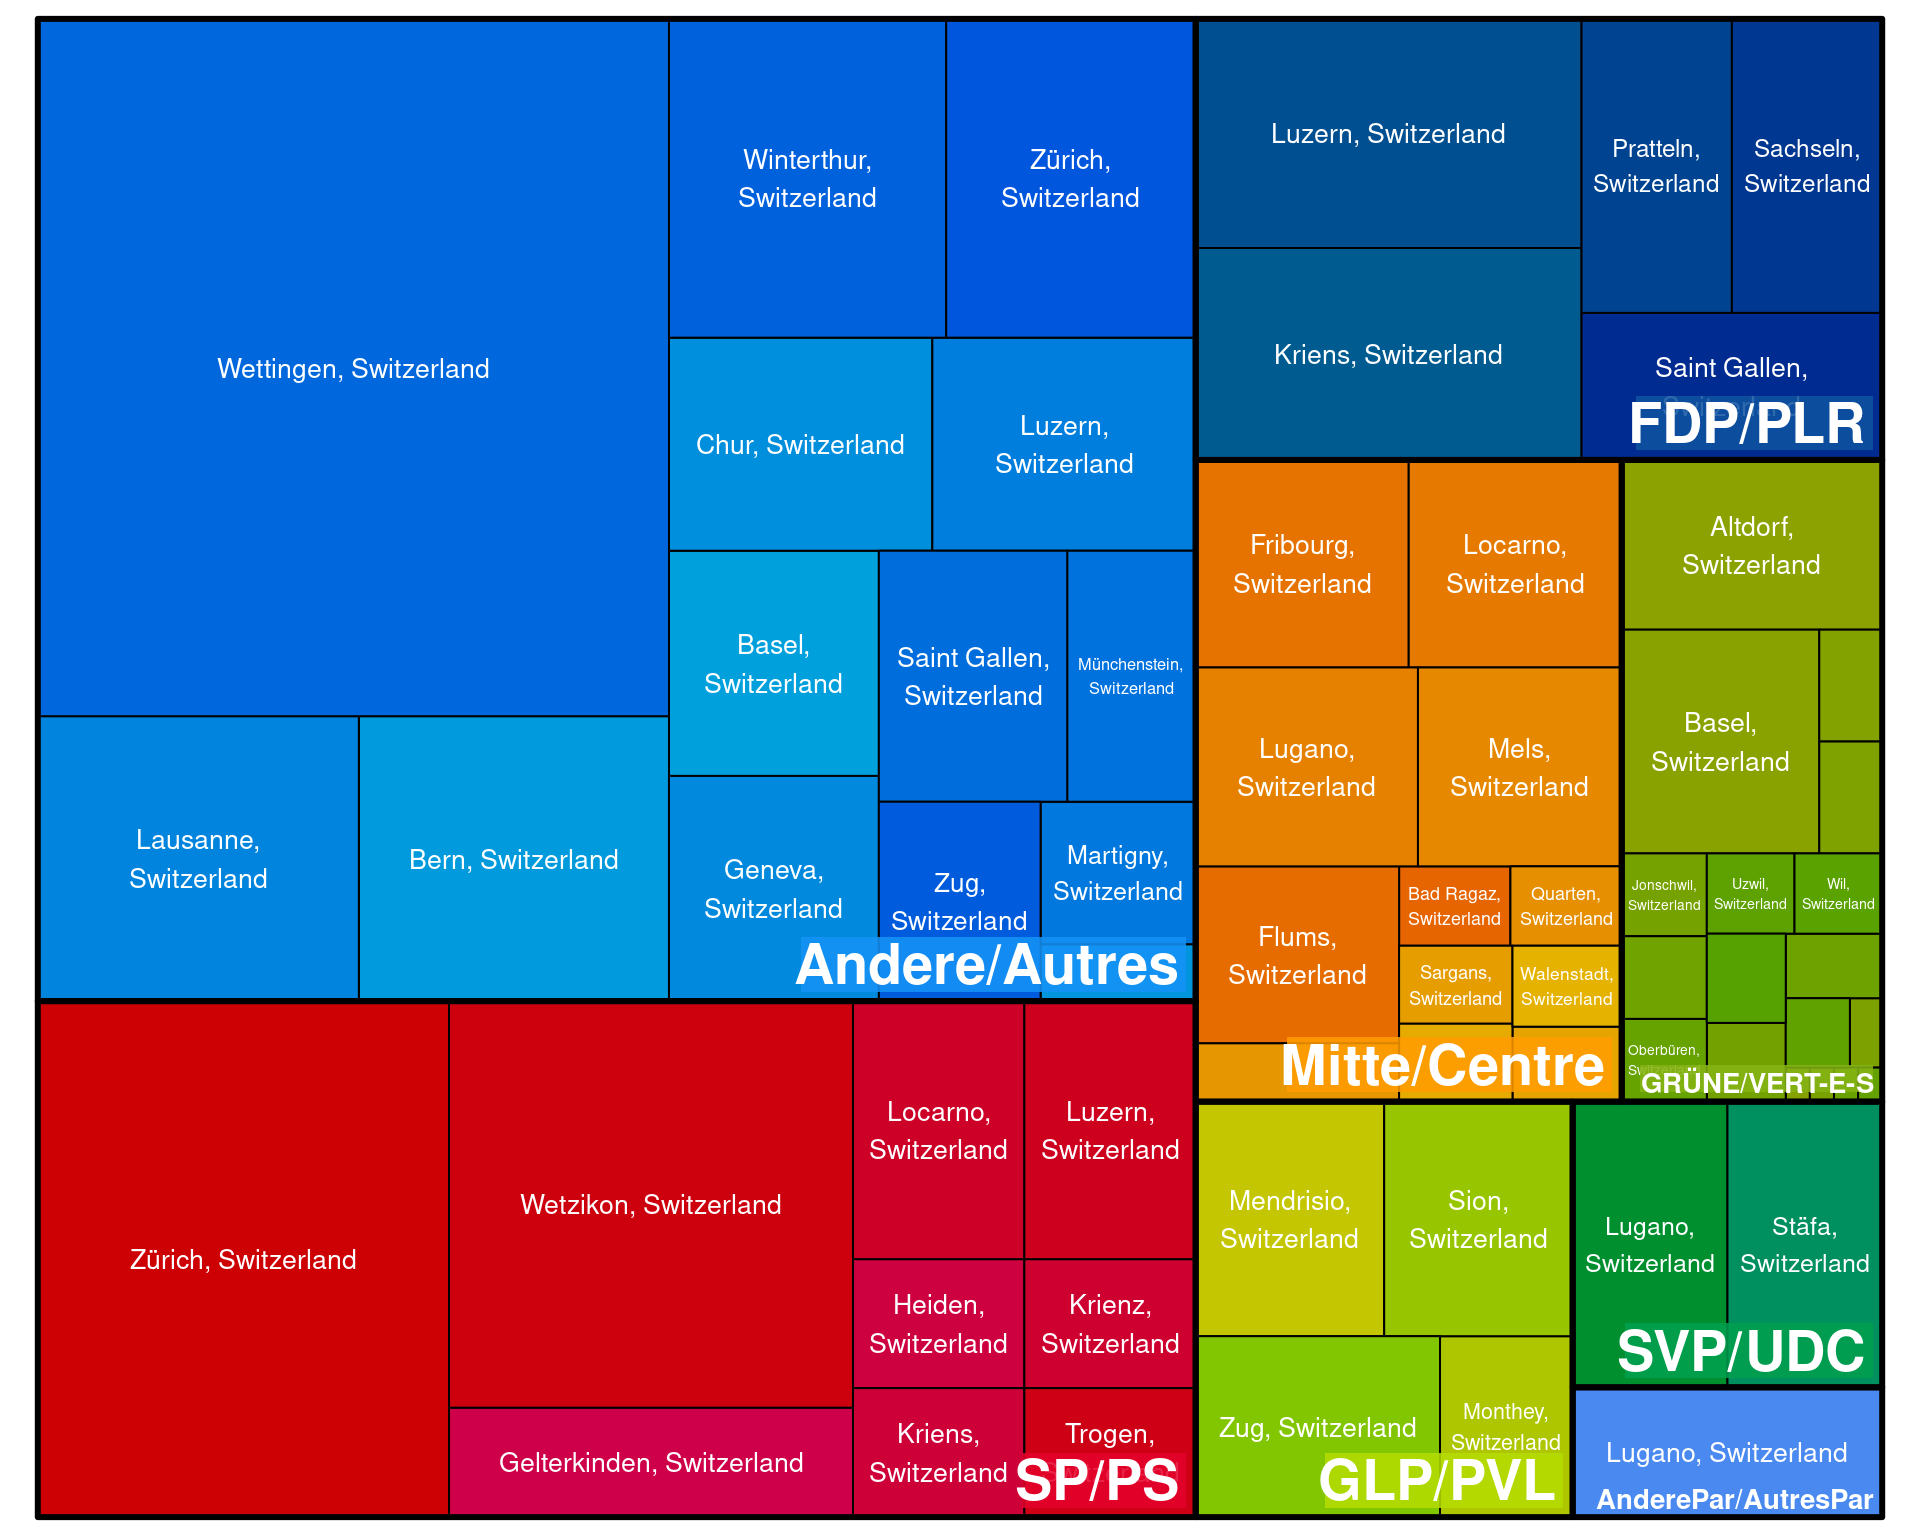 Wettingen, Switzerland
Winterthur,
Switzerland
Zürich,
Switzerland
Chur, Switzerland
Luzern,
Switzerland
Basel,
Switzerland
Saint Gallen,
Switzerland
Münchenstein,
Switzerland
Lausanne,
Switzerland
Bern, Switzerland
Geneva,
Switzerland
Zug,
Switzerland
Martigny,
Switzerland
Andere/Autres
Luzern, Switzerland
Kriens, Switzerland
Pratteln,
Switzerland
Sachseln,
Switzerland
Saint Gallen,
Switzerland
FDP/PLR
Fribourg,
Switzerland
Locarno,
Switzerland
Lugano,
Switzerland
Mels,
Switzerland
Flums,
Switzerland
Bad Ragaz,
Switzerland
Quarten,
Switzerland
Sargans,
Switzerland
Walenstadt,
Switzerland
Mitte/Centre
Altdorf,
Switzerland
Basel,
Switzerland
Jonschwil,
Switzerland
Uzwil,
Switzerland
Wil,
Switzerland
Oberbüren,
Switzerland
GRÜNE/VERT-E-S
Zürich, Switzerland
Wetzikon, Switzerland
Gelterkinden, Switzerland
Locarno,
Switzerland
Luzern,
Switzerland
Heiden,
Switzerland
Krienz,
Switzerland
Kriens,
Switzerland
Trogen,
Switzerland
SP/PS
Mendrisio,
Switzerland
Sion,
Switzerland
Zug, Switzerland
Monthey,
Switzerland
GLP/PVL
Lugano,
Switzerland
Stäfa,
Switzerland
SVP/UDC
Lugano, Switzerland
AnderePar/AutresPar